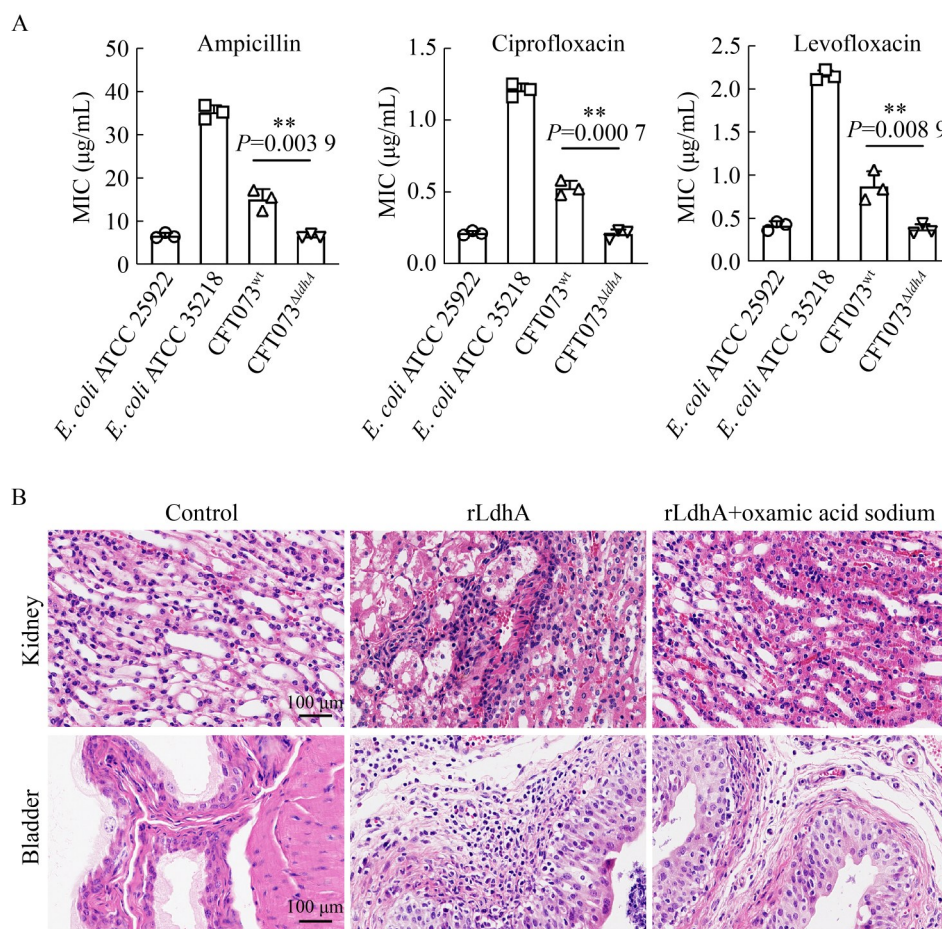 A
Ampicillin
MIC (μg/mL)
50
40
30
20
10
0
**
P=0.003 9
E. coli ATCC 25922
E. coli ATCC 35218
CFT073wt
CFT073ΔldhA
Ciprofloxacin
MIC (μg/mL)
1.5
1.0
0.5
0.0
**
P=0.000 7
E. coli ATCC 25922
E. coli ATCC 35218
CFT073wt
CFT073ΔldhA
Levofloxacin
MIC (μg/mL)
2.5
2.0
1.5
1.0
0.5
0.0
**
P=0.008 9
E. coli ATCC 25922
E. coli ATCC 35218
CFT073wt
CFT073ΔldhA
B
Control
rLdhA
rLdhA+oxamic acid sodium
Kidney
100 μm
Bladder
100 μm